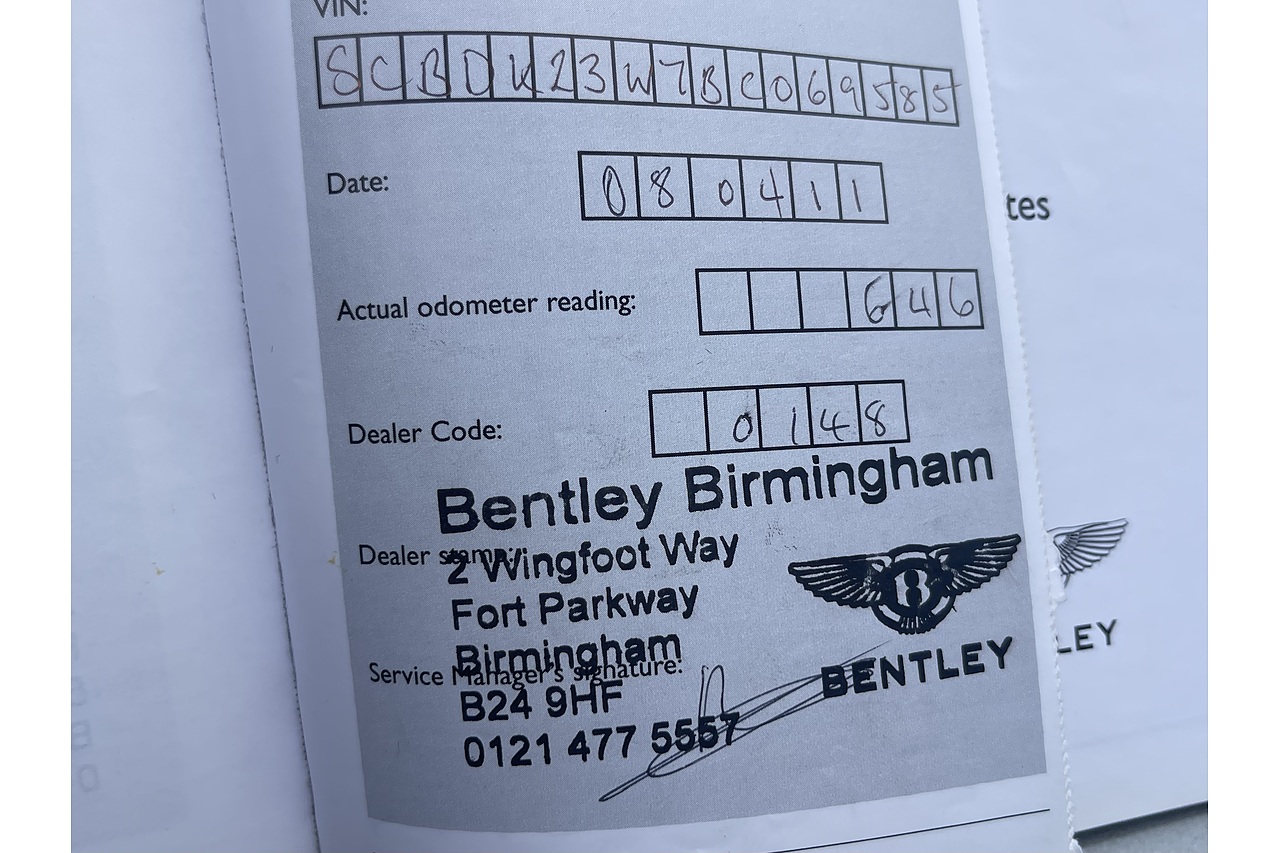 VIN:
SCBDK23W7BC069585
Date: 080411
tes
Actual odometer reading: 646
Dealer Code: 0148
Bentley Birmingham
Dealer stamp:
2 Wingfoot Way
Fort Parkway
Birmingham
Service Manager's signature:
B24 9HF
0121 477 5557
BENTLEY
LEY